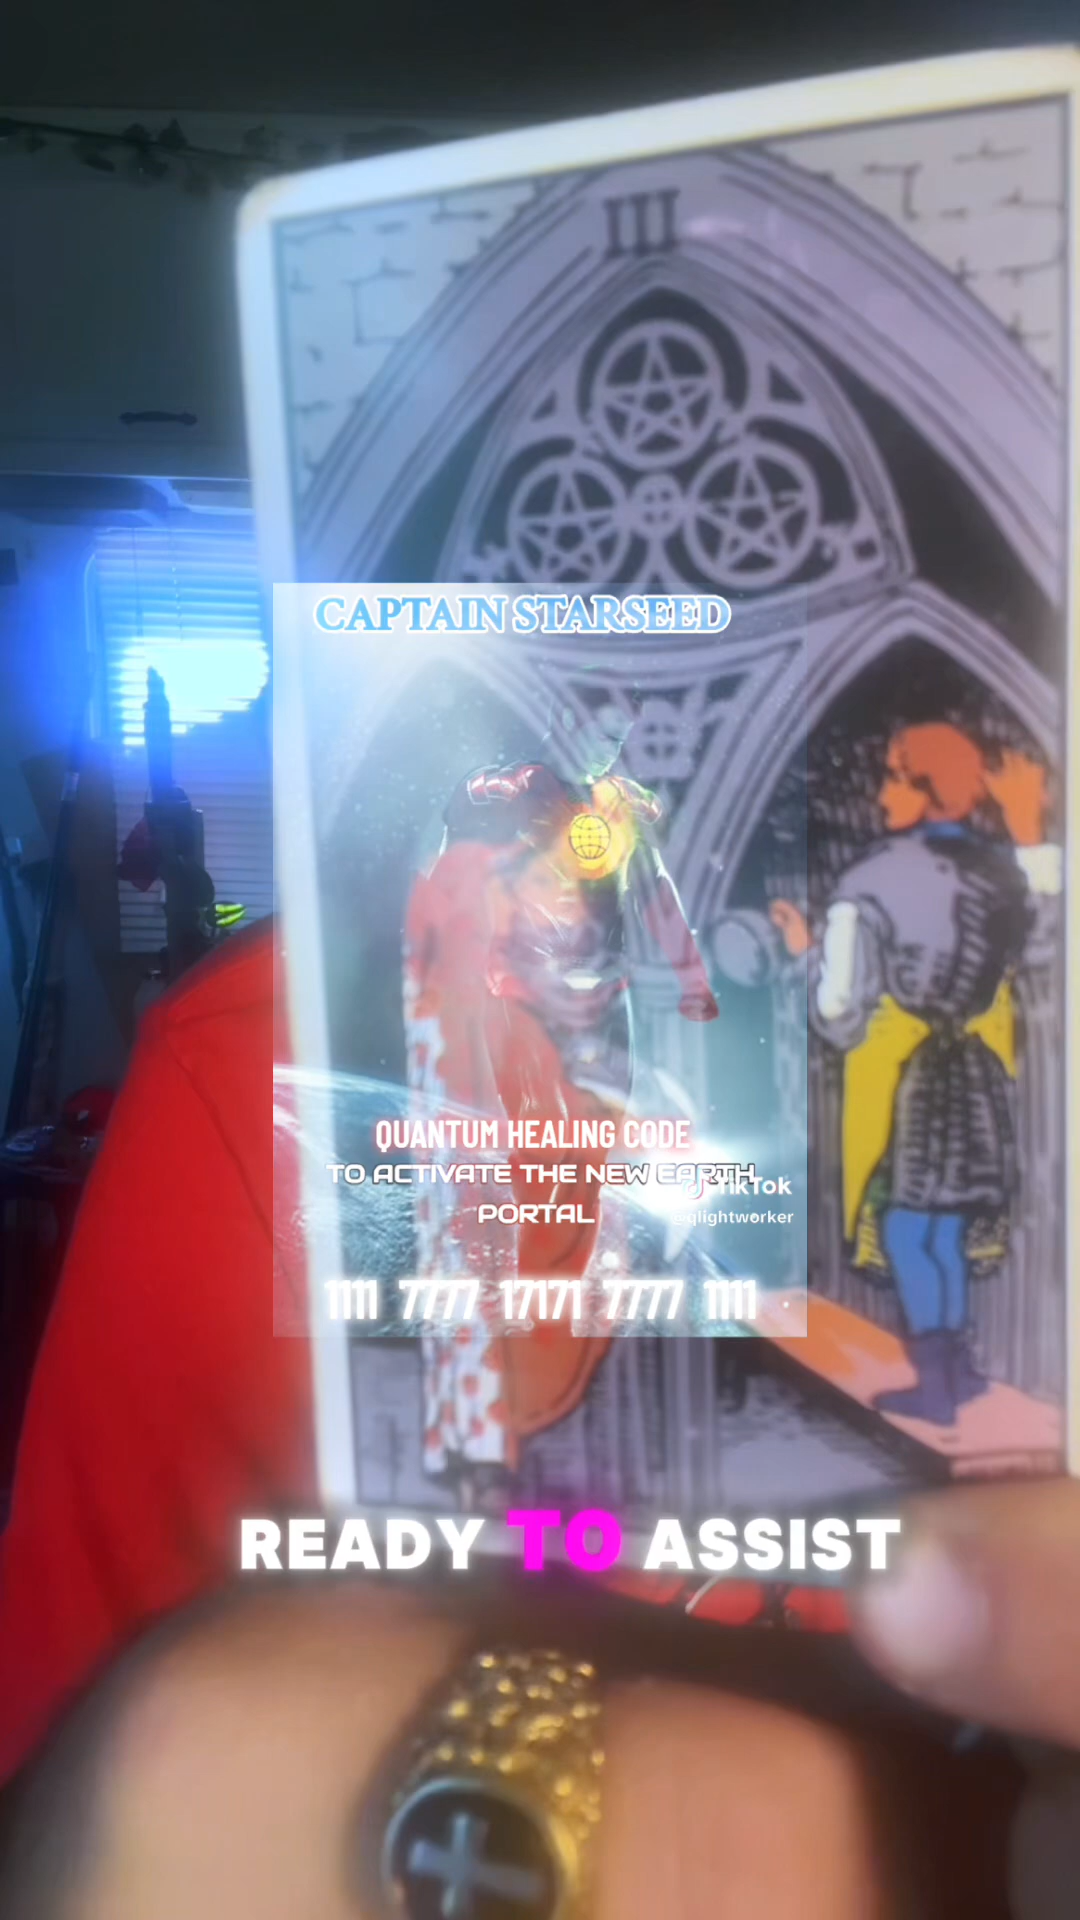 III
CAPTAIN STARSEED
QUANTUM HEALING CODE
TO ACTIVATE THE NEW EARTH
TikTok
PORTAL
@qlightworker
1111 7777 17171 7777 1111
READY TO ASSIST